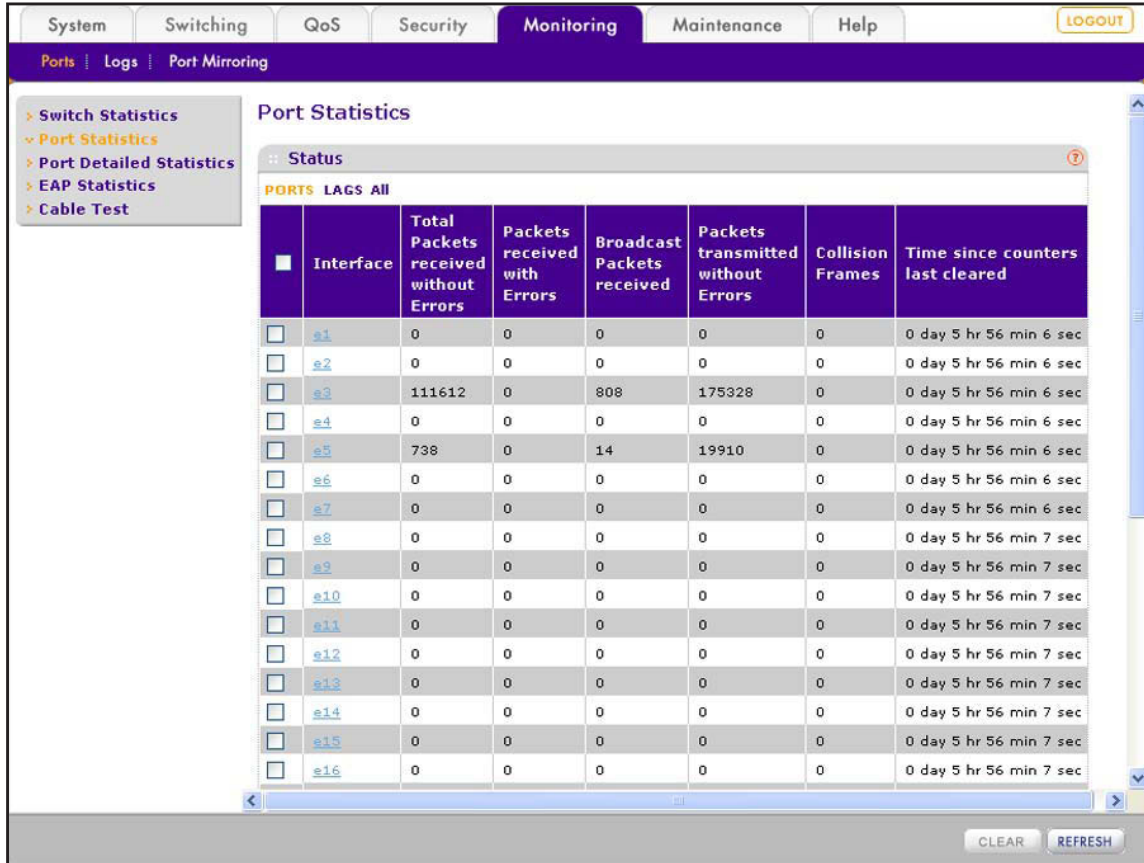 System Switching QoS Security Monitoring Maintenance Help LOGOUT
Ports Logs Port Mirroring
Switch Statistics
Port Statistics
Port Detailed Statistics
EAP Statistics
Cable Test
Port Statistics
Status
PORTS LAGS All
Interface Total Packets received without Errors Packets received with Errors Broadcast Packets received Packets transmitted without Errors Collision Frames Time since counters last cleared
e1 0 0 0 0 0 0 day 5 hr 56 min 6 sec
e2 0 0 0 0 0 0 day 5 hr 56 min 6 sec
e3 111612 0 808 175328 0 0 day 5 hr 56 min 6 sec
e4 0 0 0 0 0 0 day 5 hr 56 min 6 sec
e5 738 0 14 19910 0 0 day 5 hr 56 min 6 sec
e6 0 0 0 0 0 0 day 5 hr 56 min 6 sec
e7 0 0 0 0 0 0 day 5 hr 56 min 6 sec
e8 0 0 0 0 0 0 day 5 hr 56 min 7 sec
e9 0 0 0 0 0 0 day 5 hr 56 min 7 sec
e10 0 0 0 0 0 0 day 5 hr 56 min 7 sec
e11 0 0 0 0 0 0 day 5 hr 56 min 7 sec
e12 0 0 0 0 0 0 day 5 hr 56 min 7 sec
e13 0 0 0 0 0 0 day 5 hr 56 min 7 sec
e14 0 0 0 0 0 0 day 5 hr 56 min 7 sec
e15 0 0 0 0 0 0 day 5 hr 56 min 7 sec
e16 0 0 0 0 0 0 day 5 hr 56 min 7 sec
CLEAR REFRESH